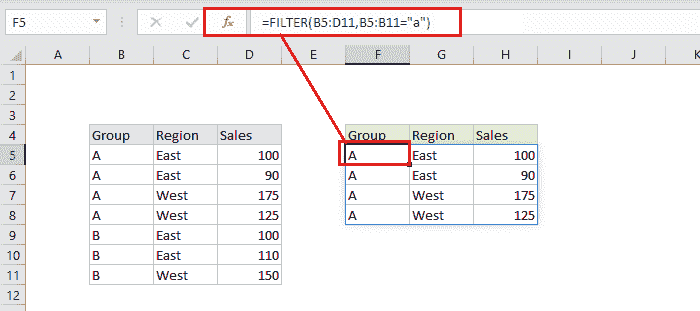 F5 fx =FILTER(B5:D11,B5:B11="a")
A B C D E F G H I J K
1
2
3
4 Group Region Sales Group Region Sales
5 A East 100 A East 100
6 A East 90 A East 90
7 A West 175 A West 175
8 A West 125 A West 125
9 B East 100
10 B East 110
11 B West 150
12